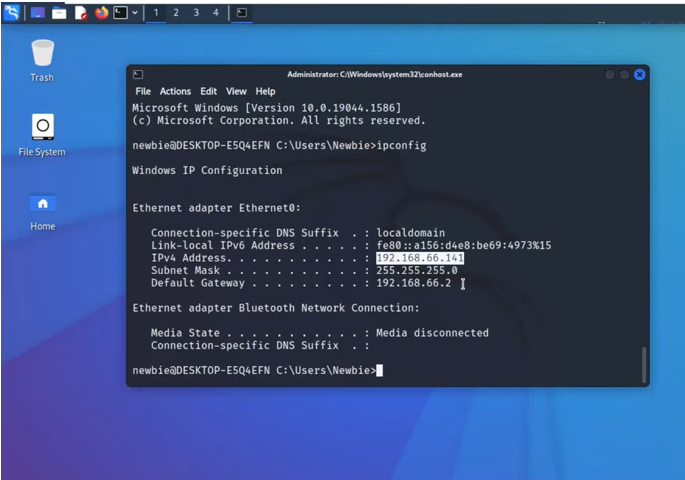 1 2 3 4
Trash
File System
Home
Administrator: C:\Windows\system32\conhost.exe
File Actions Edit View Help
Microsoft Windows [Version 10.0.19044.1586]
(c) Microsoft Corporation. All rights reserved.
newbie@DESKTOP-E5Q4EFN C:\Users\Newbie>ipconfig
Windows IP Configuration
Ethernet adapter Ethernet0:
Connection-specific DNS Suffix . : localdomain
Link-local IPv6 Address . . . . . : fe80::a156:d4e8:be69:4973%15
IPv4 Address. . . . . . . . . . . : 192.168.66.141
Subnet Mask . . . . . . . . . . . : 255.255.255.0
Default Gateway . . . . . . . . . : 192.168.66.2
Ethernet adapter Bluetooth Network Connection:
Media State . . . . . . . . . . . : Media disconnected
Connection-specific DNS Suffix . :
newbie@DESKTOP-E5Q4EFN C:\Users\Newbie>